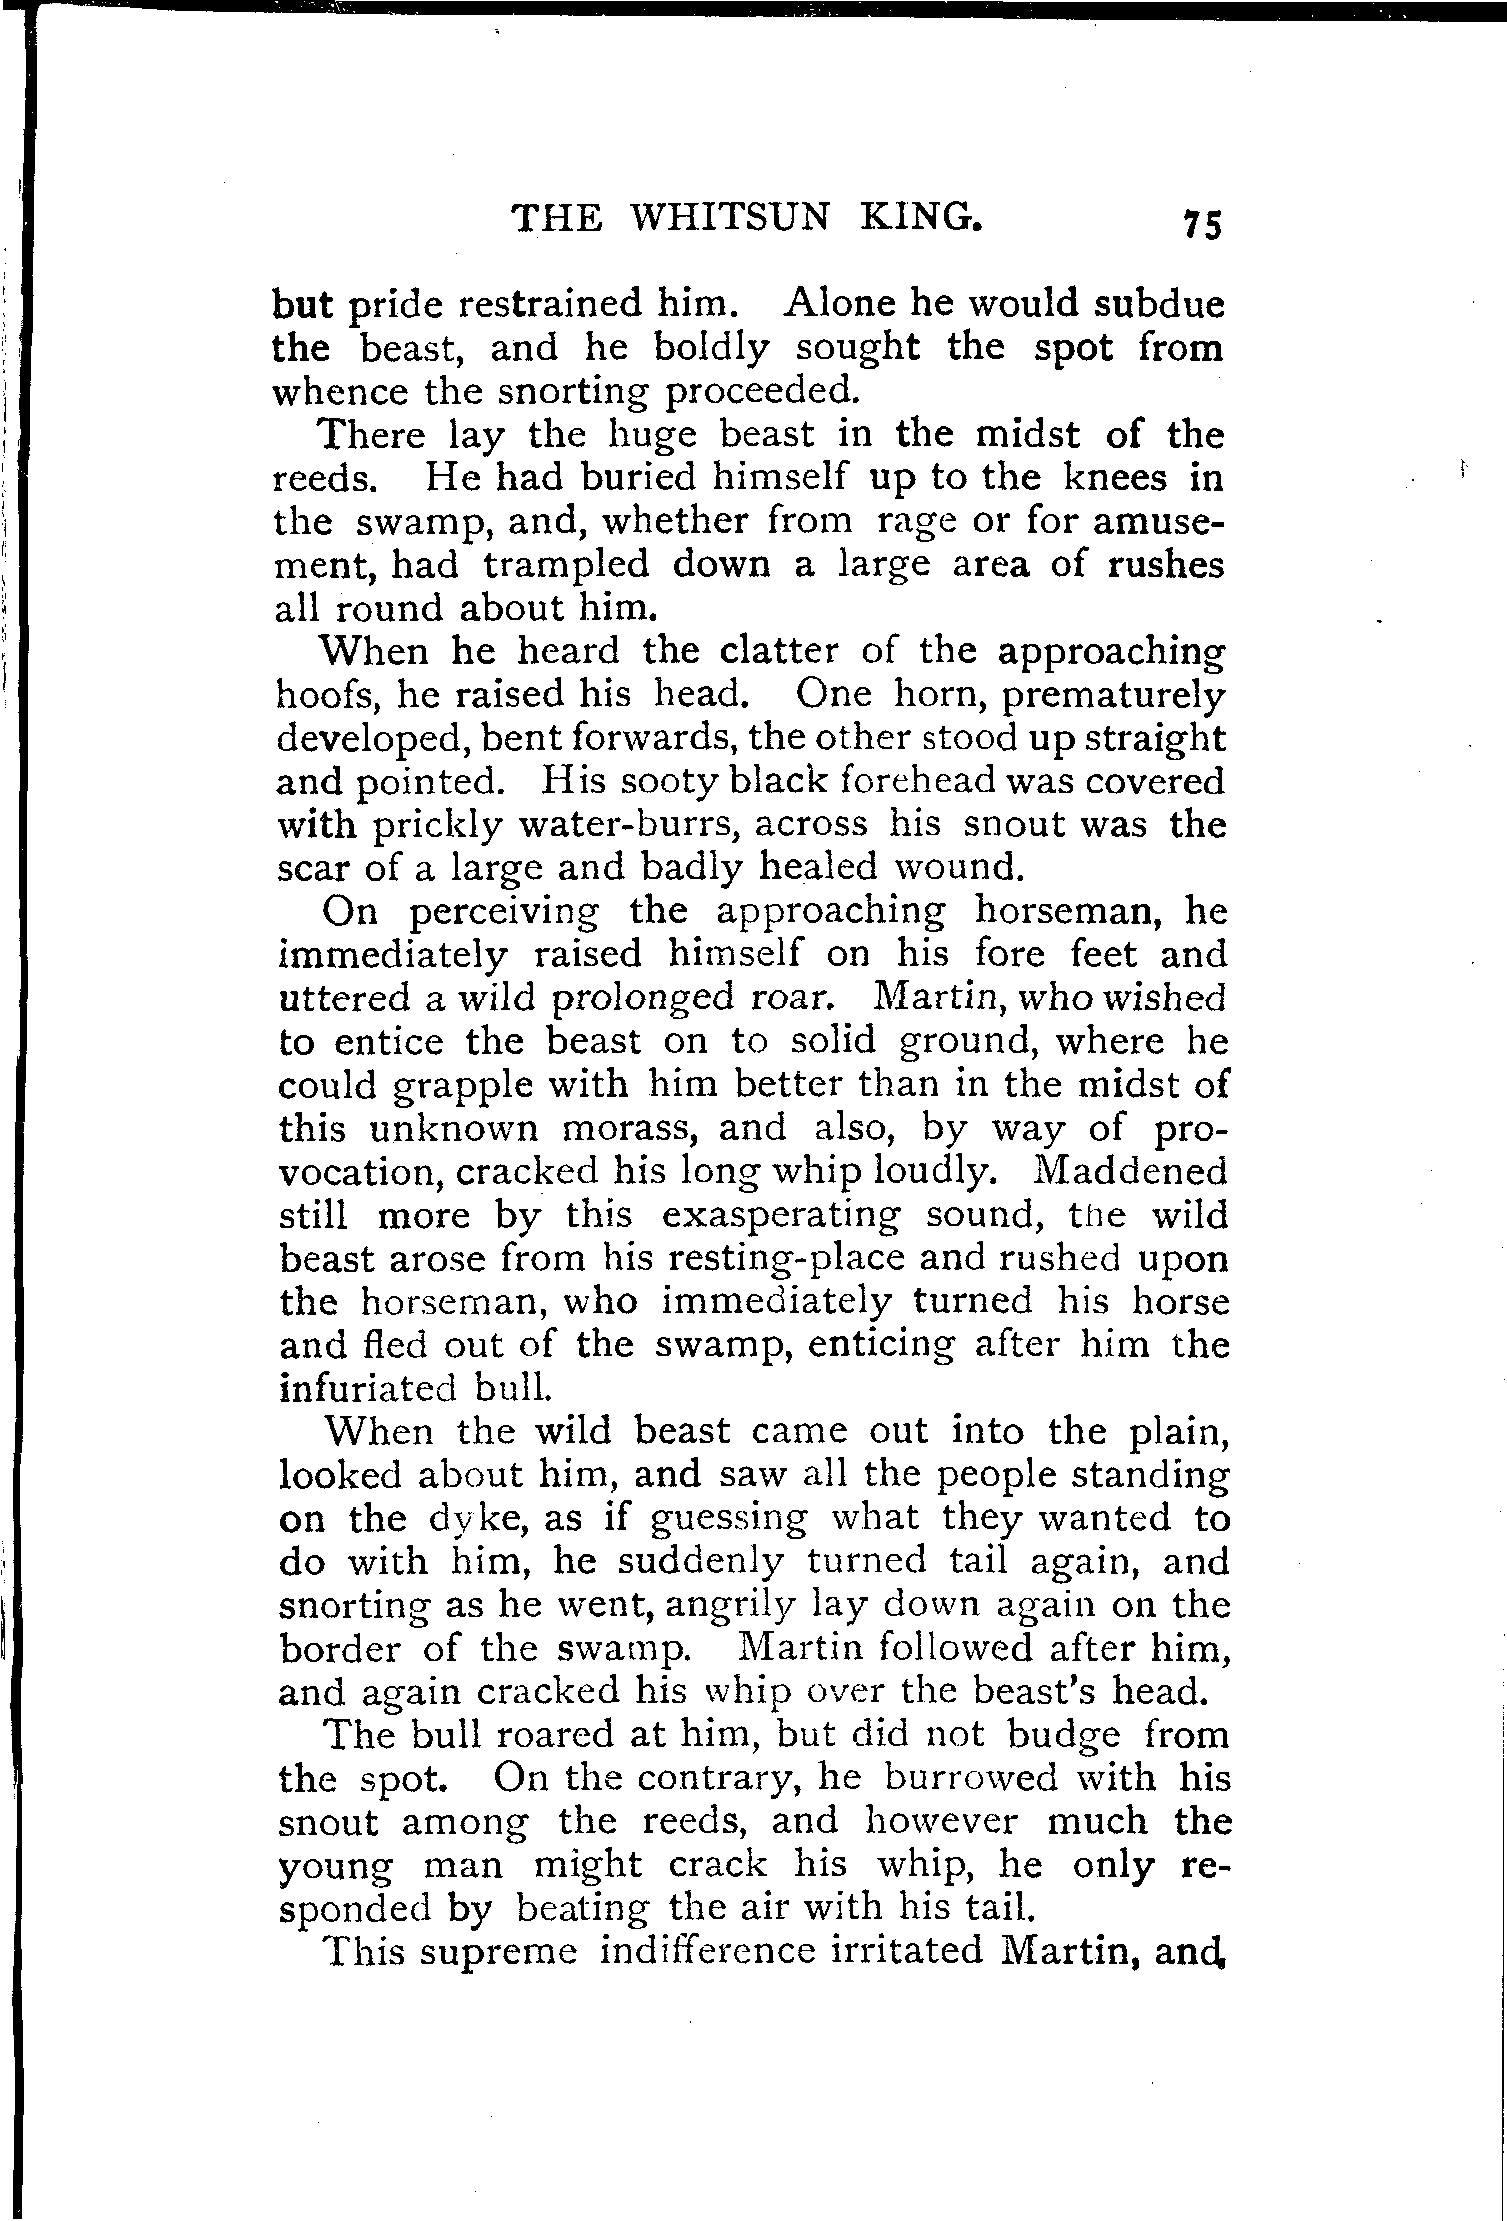 THE WHITSUN KING. 75
but pride restrained him. Alone he would subdue
the beast, and he boldly sought the spot from
whence the snorting proceeded.
There lay the huge beast in the midst of the
reeds. He had buried himself up to the knees in
the swamp, and, whether from rage or for amuse-
ment, had trampled down a large area of rushes
all round about him.
When he heard the clatter of the approaching
hoofs, he raised his head. One horn, prematurely
developed, bent forwards, the other stood up straight
and pointed. His sooty black forehead was covered
with prickly water-burrs, across his snout was the
scar of a large and badly healed wound.
On perceiving the approaching horseman, he
immediately raised himself on his fore feet and
uttered a wild prolonged roar. Martin, who wished
to entice the beast on to solid ground, where he
could grapple with him better than in the midst of
this unknown morass, and also, by way of pro-
vocation, cracked his long whip loudly. Maddened
still more by this exasperating sound, the wild
beast arose from his resting-place and rushed upon
the horseman, who immediately turned his horse
and fled out of the swamp, enticing after him the
infuriated bull.
When the wild beast came out into the plain,
looked about him, and saw all the people standing
on the dyke, as if guessing what they wanted to
do with him, he suddenly turned tail again, and
snorting as he went, angrily lay down again on the
border of the swamp. Martin followed after him,
and again cracked his whip over the beast's head.
The bull roared at him, but did not budge from
the spot. On the contrary, he burrowed with his
snout among the reeds, and however much the
young man might crack his whip, he only re-
sponded by beating the air with his tail.
This supreme indifference irritated Martin, and